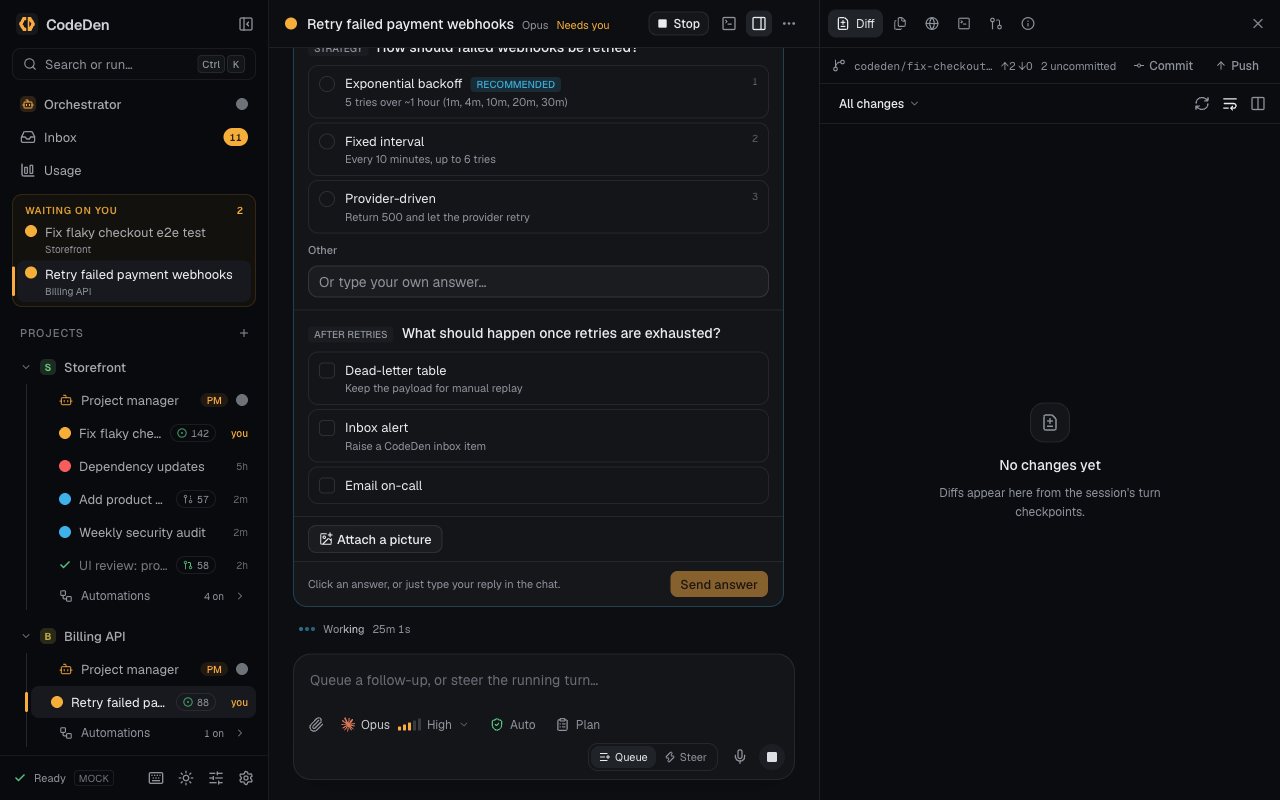 CodeDen
Search or run…
Ctrl K
Orchestrator
Inbox
11
Usage
WAITING ON YOU
2
Fix flaky checkout e2e test
Storefront
Retry failed payment webhooks
Billing API
PROJECTS
S Storefront
Project manager PM
Fix flaky che… 142 you
Dependency updates 5h
Add product … 57 2m
Weekly security audit 2m
UI review: pro… 58 2h
Automations 4 on
B Billing API
Project manager PM
Retry failed pa… 88 you
Automations 1 on
Ready MOCK
Retry failed payment webhooks Opus Needs you
Stop
STRATEGY How should failed webhooks be retried?
Exponential backoff RECOMMENDED 1
5 tries over ~1 hour (1m, 4m, 10m, 20m, 30m)
Fixed interval 2
Every 10 minutes, up to 6 tries
Provider-driven 3
Return 500 and let the provider retry
Other
Or type your own answer…
AFTER RETRIES What should happen once retries are exhausted?
Dead-letter table
Keep the payload for manual replay
Inbox alert
Raise a CodeDen inbox item
Email on-call
Attach a picture
Click an answer, or just type your reply in the chat.
Send answer
Working 25m 1s
Queue a follow-up, or steer the running turn…
Opus High Auto Plan
Queue Steer
Diff
codeden/fix-checkout… ↑2 ↓0 2 uncommitted Commit Push
All changes
No changes yet
Diffs appear here from the session's turn
checkpoints.